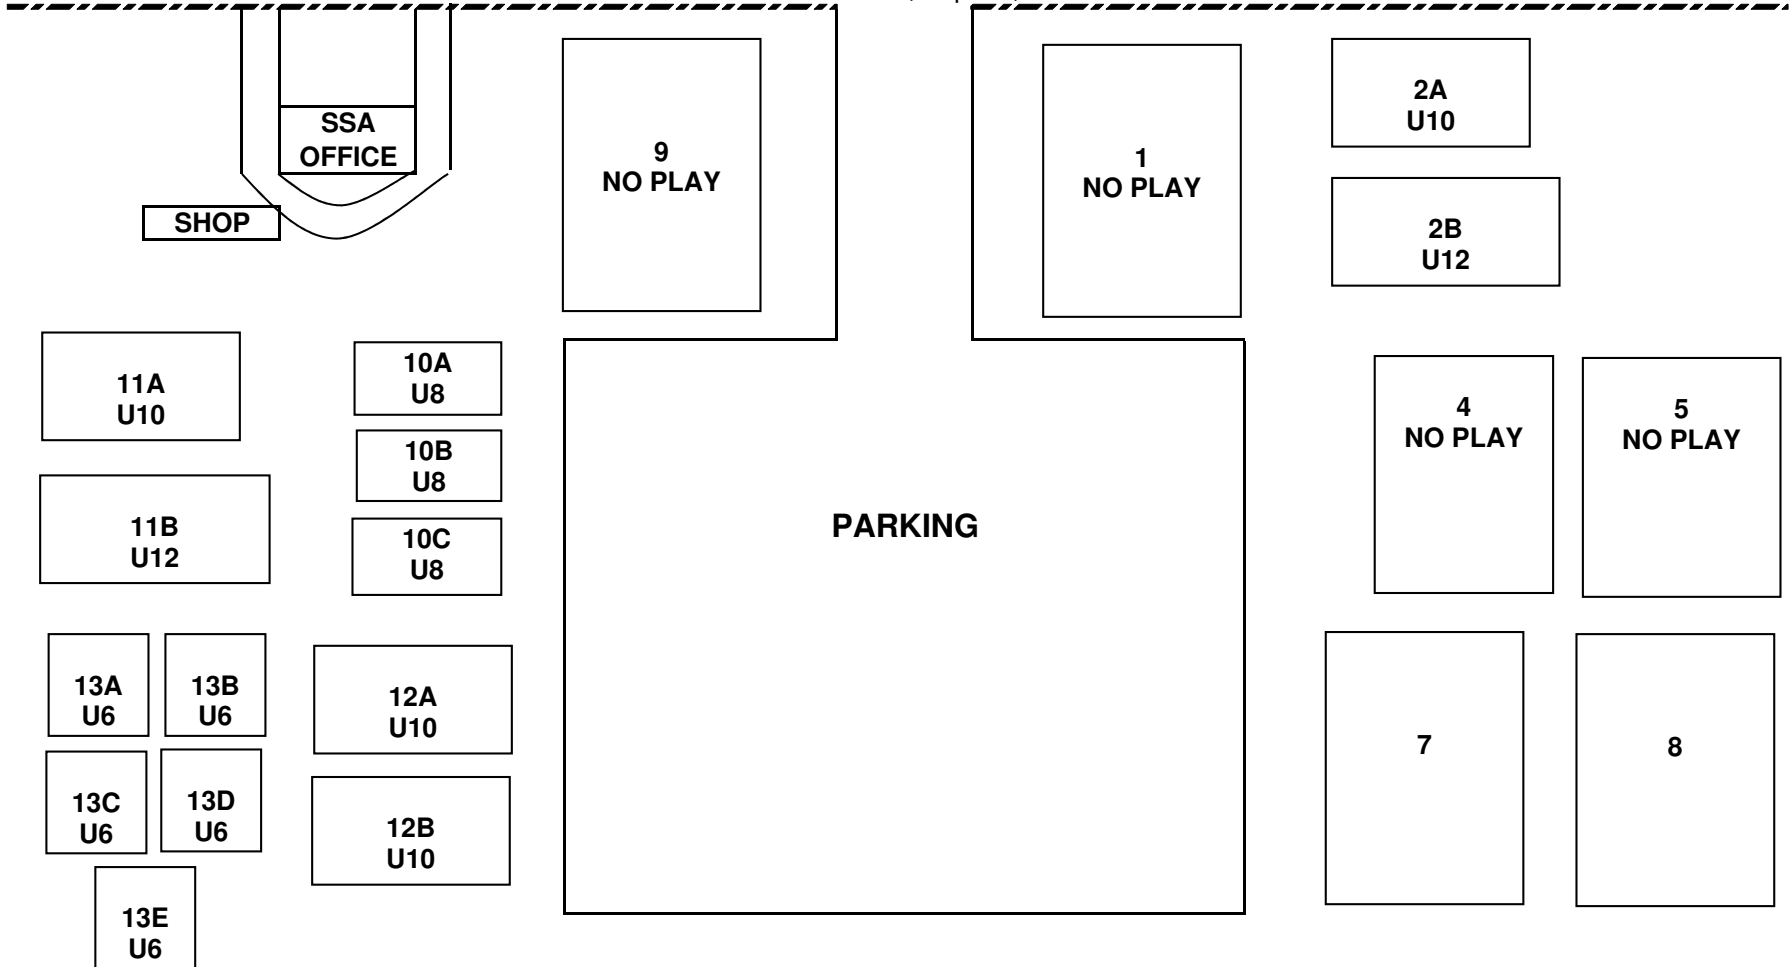 SSA
OFFICE
SHOP
9
NO PLAY
1
NO PLAY
2A
U10
2B
U12
11A
U10
10A
U8
10B
U8
10C
U8
11B
U12
PARKING
4
NO PLAY
5
NO PLAY
13A
U6
13B
U6
12A
U10
13C
U6
13D
U6
12B
U10
13E
U6
7
8